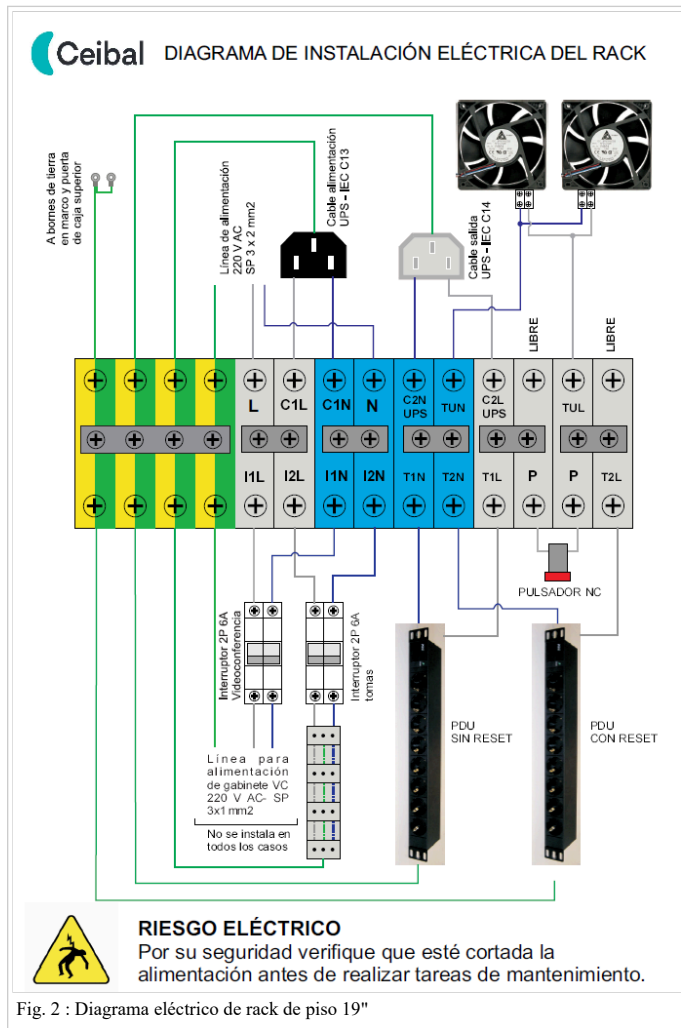 Ceibal
DIAGRAMA DE INSTALACIÓN ELÉCTRICA DEL RACK
A bornes de tierra
en marco y puerta
de caja superior
Línea de alimentación
220 V AC
SP 3 x 2 mm2
Cable alimentación
UPS – IEC C13
Cable salida
UPS – IEC C14
LIBRE
LIBRE
L
C1L
C1N
N
C2N
UPS
TUN
C2L
UPS
TUL
I1L
I2L
I1N
I2N
T1N
T2N
T1L
P
P
T2L
PULSADOR NC
Interruptor 2P 6A
Videoconferencia
Interruptor 2P 6A
tomas
PDU
SIN RESET
PDU
CON RESET
Línea para
alimentación
de gabinete VC
220 V AC- SP
3x1 mm2
No se instala en
todos los casos
RIESGO ELÉCTRICO
Por su seguridad verifique que esté cortada la
alimentación antes de realizar tareas de mantenimiento.
Fig. 2 : Diagrama eléctrico de rack de piso 19"